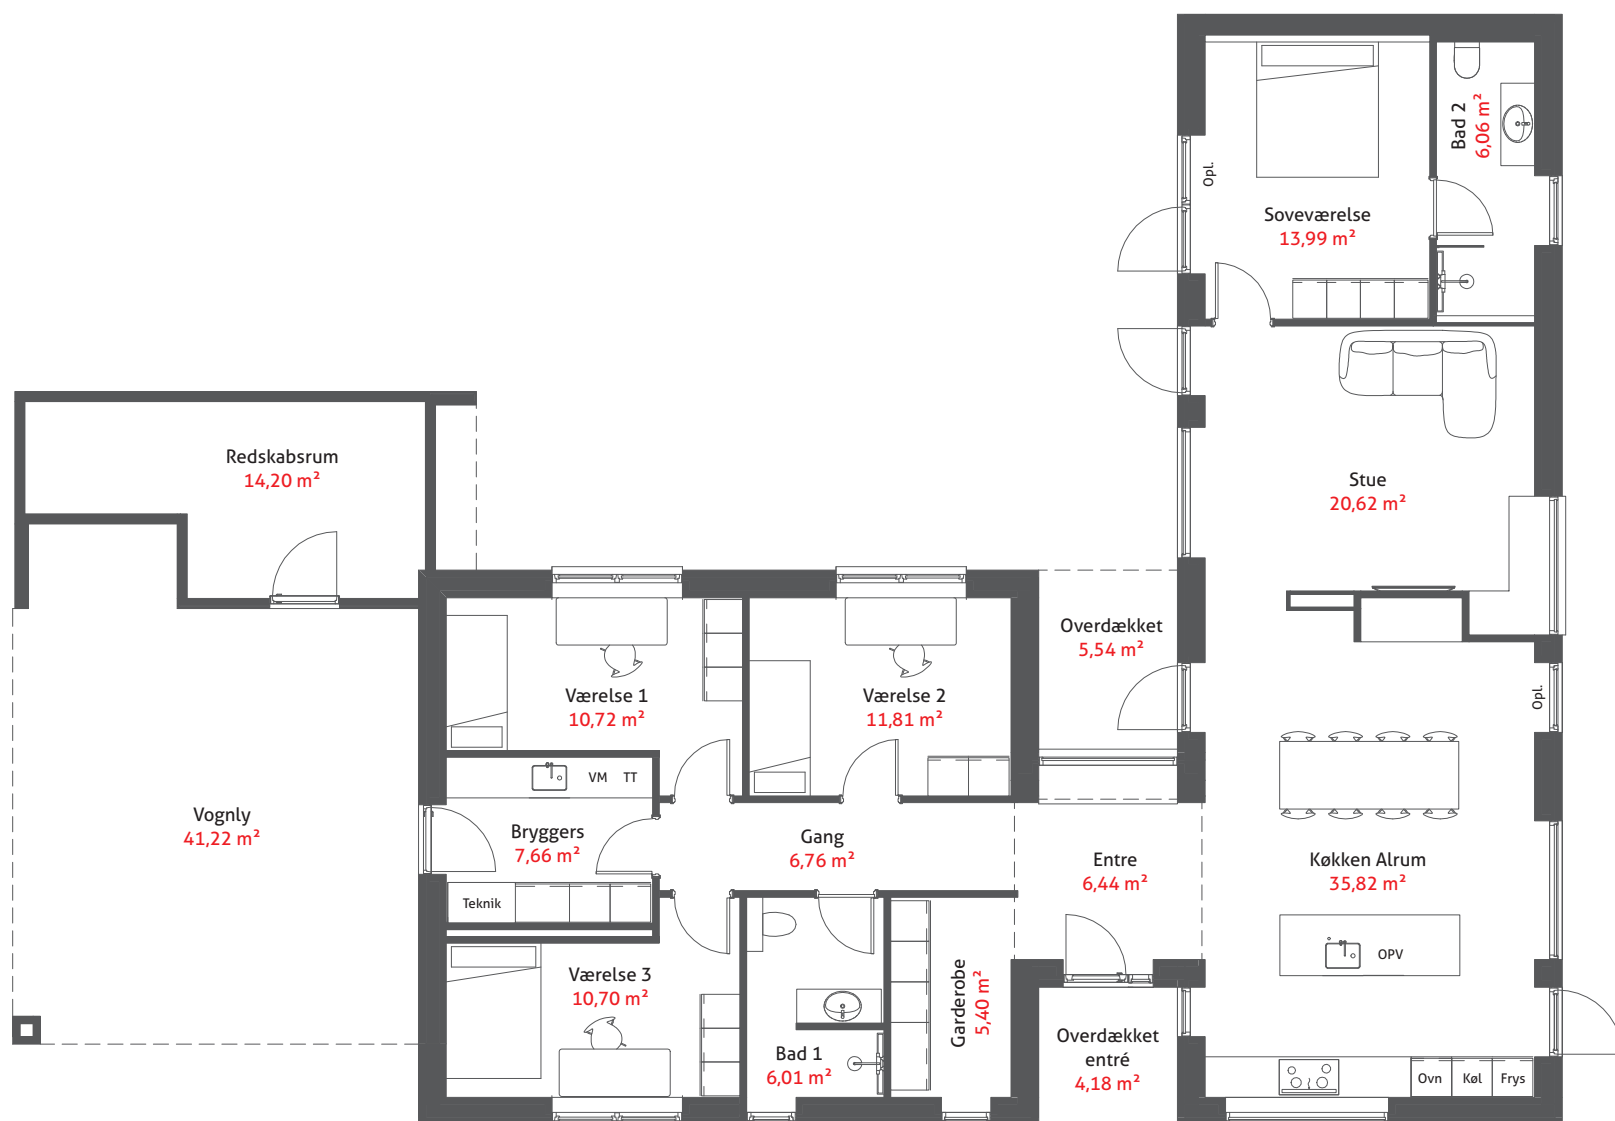 Bad 2
6,06 m²
Opl.
Soveværelse
13,99 m²
Redskabsrum
14,20 m²
Stue
20,62 m²
Overdækket
5,54 m²
Værelse 1
10,72 m²
Værelse 2
11,81 m²
Opl.
VM TT
Vognly
41,22 m²
Bryggers
7,66 m²
Gang
6,76 m²
Entre
6,44 m²
Køkken Alrum
35,82 m²
Teknik
OPV
Værelse 3
10,70 m²
Garderobe
5,40 m²
Bad 1
6,01 m²
Overdækket
entré
4,18 m²
Ovn Køl Frys